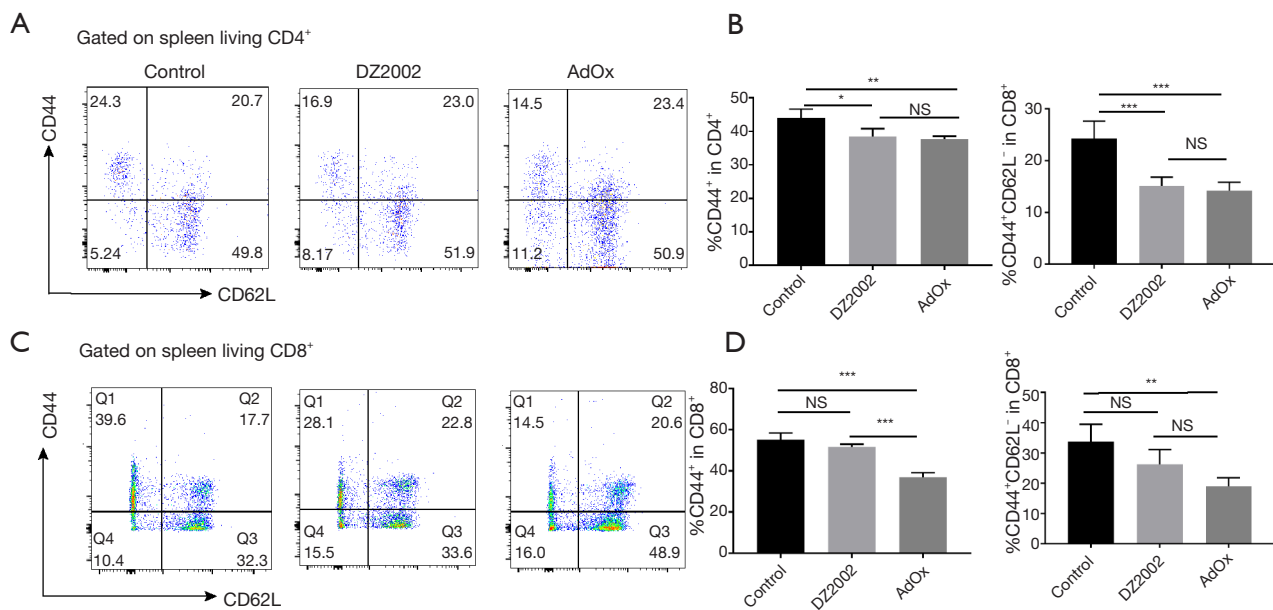 A
Gated on spleen living CD4+
Control
DZ2002
AdOx
CD44
24.3
20.7
5.24
49.8
16.9
23.0
8.17
51.9
14.5
23.4
11.2
50.9
CD62L
B
%CD44+ in CD4+
50
40
30
20
10
0
**
*
NS
Control
DZ2002
AdOx
%CD44+CD62L- in CD8+
30
20
10
0
***
***
NS
Control
DZ2002
AdOx
C
Gated on spleen living CD8+
CD44
Q1
39.6
Q2
17.7
Q4
10.4
Q3
32.3
Q1
28.1
Q2
22.8
Q4
15.5
Q3
33.6
Q1
14.5
Q2
20.6
Q4
16.0
Q3
48.9
CD62L
D
%CD44+ in CD8+
80
60
40
20
0
***
NS
***
Control
DZ2002
AdOx
%CD44+CD62L- in CD8+
50
40
30
20
10
0
**
NS
NS
Control
DZ2002
AdOx